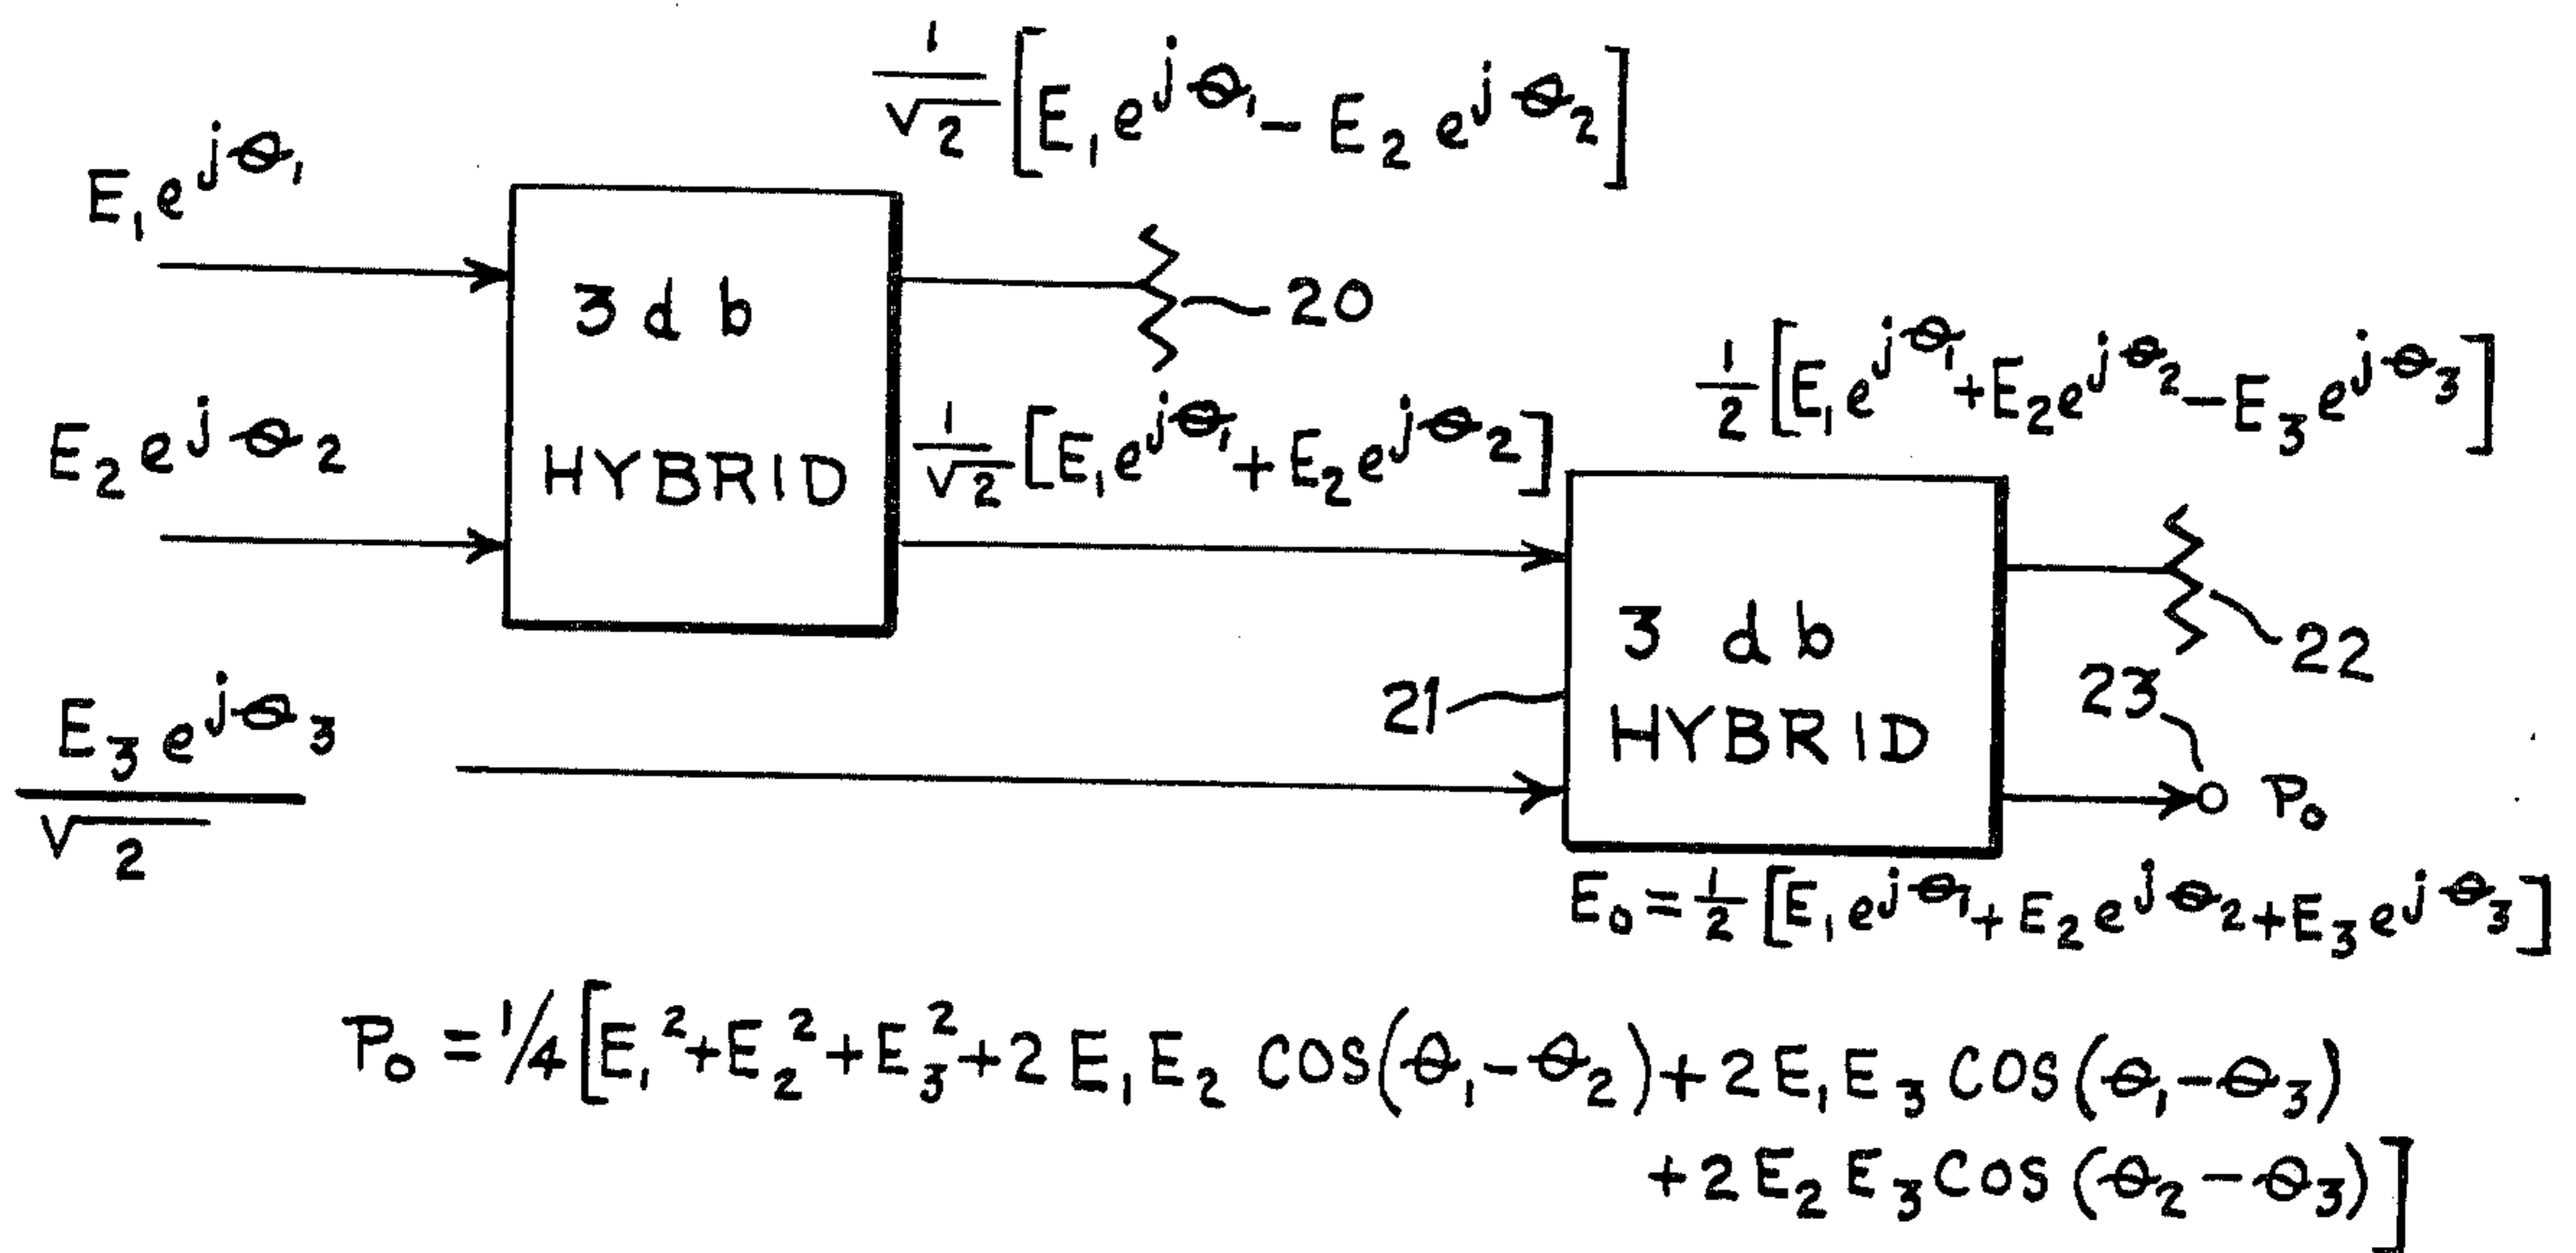 1/√2 [E₁e^jθ₁ - E₂e^jθ₂]
E₁e^jθ₁
3 db
HYBRID
20
E₂e^jθ₂
1/√2 [E₁e^jθ₁ + E₂e^jθ₂]
1/2 [E₁e^jθ₁ + E₂e^jθ₂ - E₃e^jθ₃]
E₃e^jθ₃/√2
21
3 db
HYBRID
22
23
P₀
E₀ = 1/2 [E₁e^jθ₁ + E₂e^jθ₂ + E₃e^jθ₃]
P₀ = 1/4 [E₁² + E₂² + E₃² + 2 E₁E₂ COS(θ₁ - θ₂) + 2 E₁E₃ COS(θ₁ - θ₃)
+ 2 E₂E₃ COS(θ₂ - θ₃)]